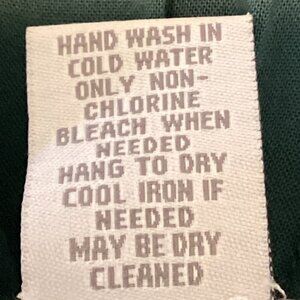 HAND WASH IN
COLD WATER
ONLY NON-
CHLORINE
BLEACH WHEN
NEEDED
HANG TO DRY
COOL IRON IF
NEEDED
MAY BE DRY
CLEANED